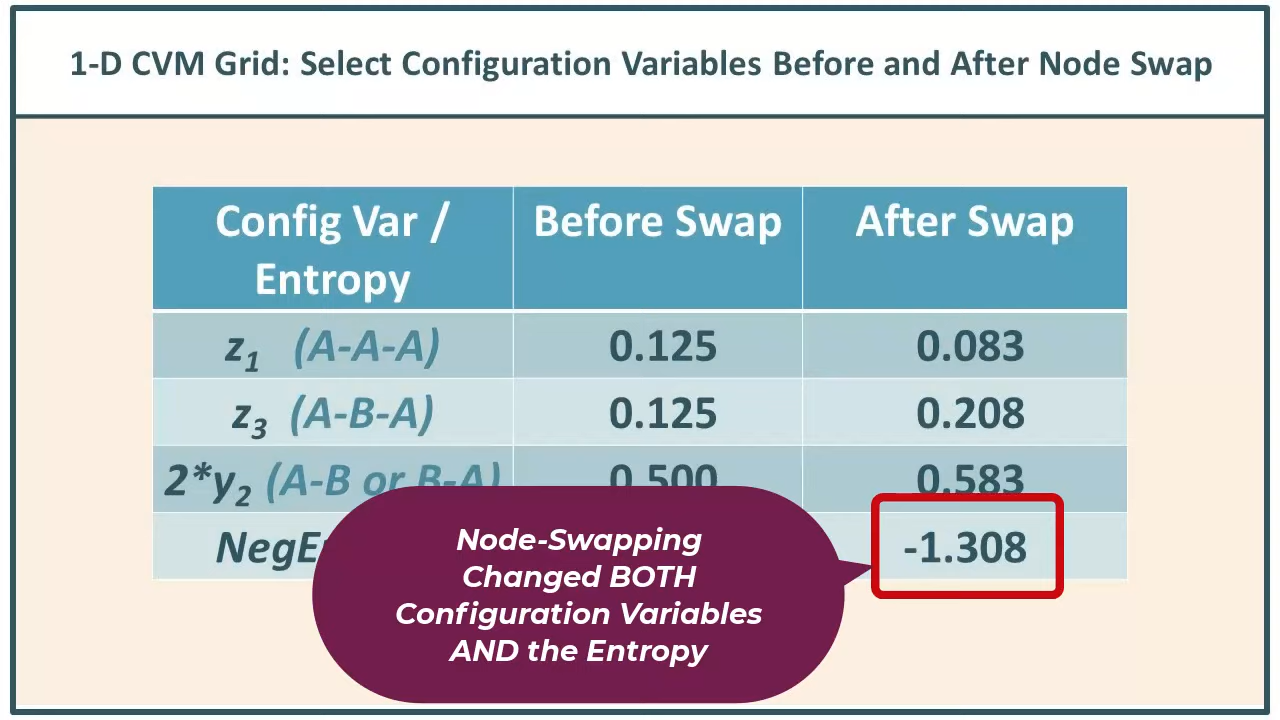 1-D CVM Grid: Select Configuration Variables Before and After Node Swap
Config Var / Entropy Before Swap After Swap
z1 (A-A-A) 0.125 0.083
z3 (A-B-A) 0.125 0.208
2*y2 (A-B or B-A) 0.500 0.583
-1.308
Node-Swapping
Changed BOTH
Configuration Variables
AND the Entropy